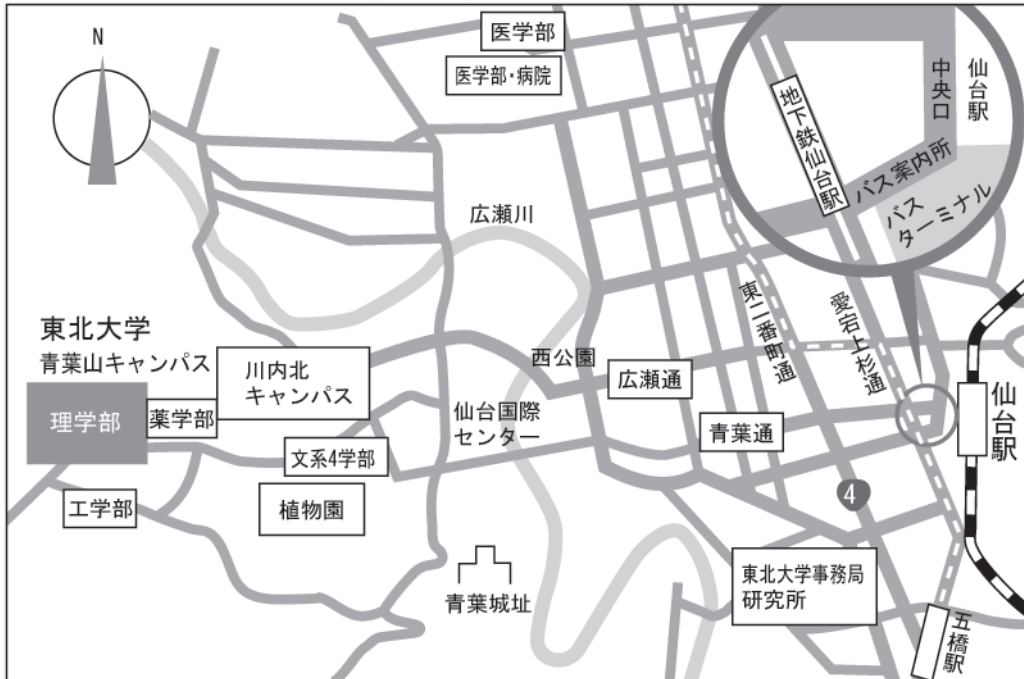 N
医学部
医学部・病院
地下鉄仙台駅
中央口
仙台駅
バス案内所
バス
ターミナル
広瀬川
東北大学
青葉山キャンパス
理学部
薬学部
川内北
キャンパス
西公園
広瀬通
東二番町通
愛宕上杉通
仙台国際
センター
青葉通
仙台駅
文系4学部
植物園
工学部
4
青葉城址
東北大学事務局
研究所
五橋駅